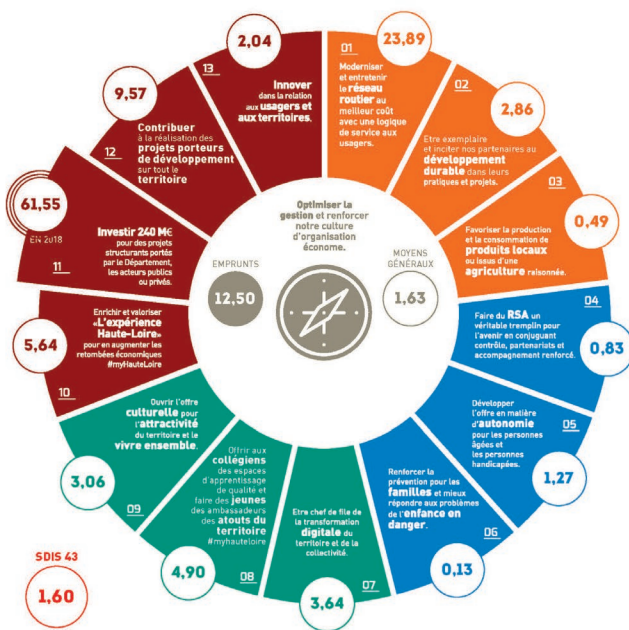 2,04
13
Innover
dans la relation
aux usagers et
aux territoires.
23,89
01
Moderniser
et entretenir
le réseau
routier au
meilleur coût
avec une logique
de service aux
usagers.
2,86
02
Etre exemplaire
et inciter nos partenaires au
développement
durable dans leurs
pratiques et projets.
0,49
03
Favoriser la production
et la consommation de
produits locaux
ou issus d'une
agriculture raisonnée.
04
Faire du RSA un
véritable tremplin pour
l'avenir en conjuguant
contrôle, partenariats et
accompagnement renforcé.
0,83
Développer
l'offre en matière
d'autonomie
pour les personnes
âgées et
les personnes
handicapées.
05
1,27
Renforcer la
prévention pour les
familles et mieux
répondre aux problèmes
de l'enfance en
danger.
06
0,13
Etre chef de file de
la transformation
digitale du
territoire et de la
collectivité.
07
3,64
Offrir aux
collégiens
des espaces
d'apprentissage
de qualité et
faire des jeunes
des ambassadeurs
des atouts du
territoire
#myhauteloire
08
4,90
Ouvrir l'offre
culturelle pour
l'attractivité
du territoire et le
vivre ensemble.
09
3,06
Enrichir et valoriser
«L'expérience
Haute-Loire»
pour en augmenter les
retombées économiques
#myHauteLoire
10
5,64
61,55
EN 2018
11
Investir 240 M€
pour des projets
structurants portés
par le Département,
les acteurs publics
ou privés.
9,57
12
Contribuer
à la réalisation des
projets porteurs
de développement
sur tout le
territoire
Optimiser la
gestion et renforcer
notre culture
d'organisation
économe.
EMPRUNTS
12,50
MOYENS
GÉNÉRAUX
1,63
SDIS 43
1,60